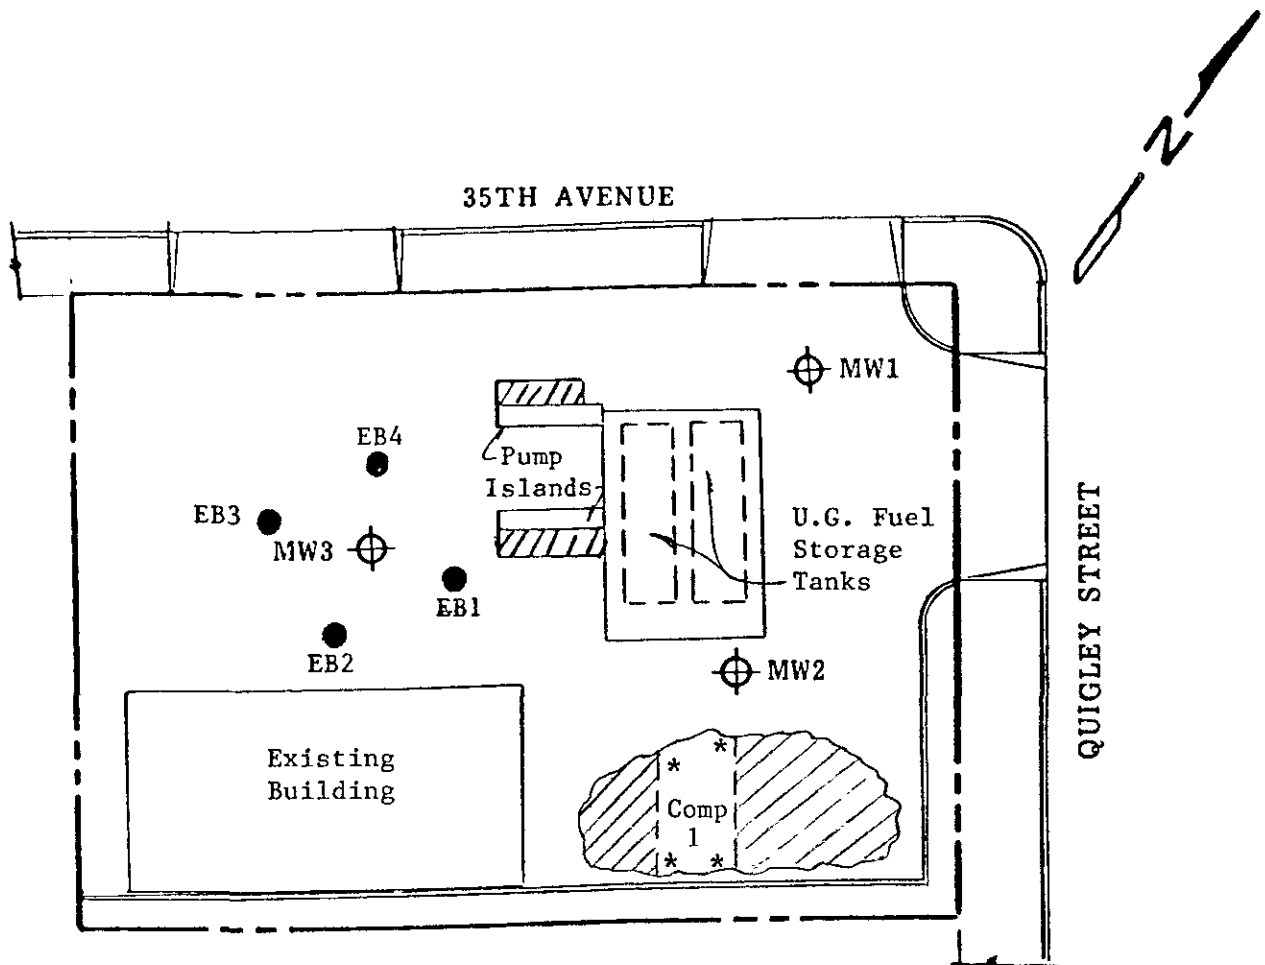 N
35TH AVENUE
MW1
EB4
Pump
Islands
EB3
MW3
U.G. Fuel
Storage
Tanks
EB1
EB2
MW2
QUIGLEY STREET
Existing
Building
* *
Comp
1
* *